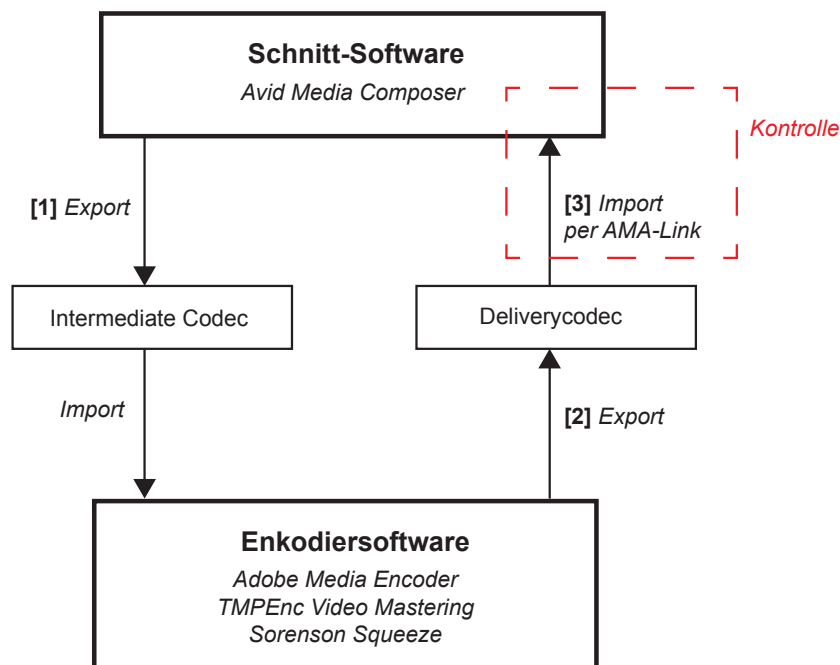 Schnitt-Software
Avid Media Composer
Kontrolle
[1] Export
[3] Import
per AMA-Link
Intermediate Codec
Deliverycodec
Import
[2] Export
Enkodiersoftware
Adobe Media Encoder
TMPEnc Video Mastering
Sorenson Squeeze